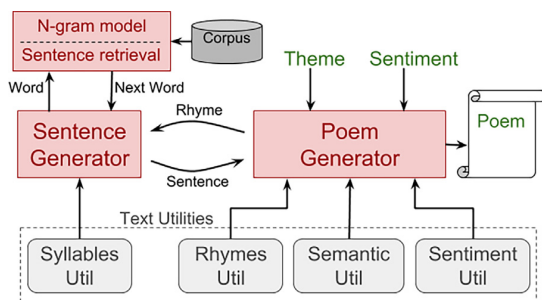 N-gram model
Sentence retrieval
Corpus
Word
Next Word
Theme
Sentiment
Rhyme
Sentence
Generator
Poem
Generator
Poem
Sentence
Text Utilities
Syllables
Util
Rhymes
Util
Semantic
Util
Sentiment
Util